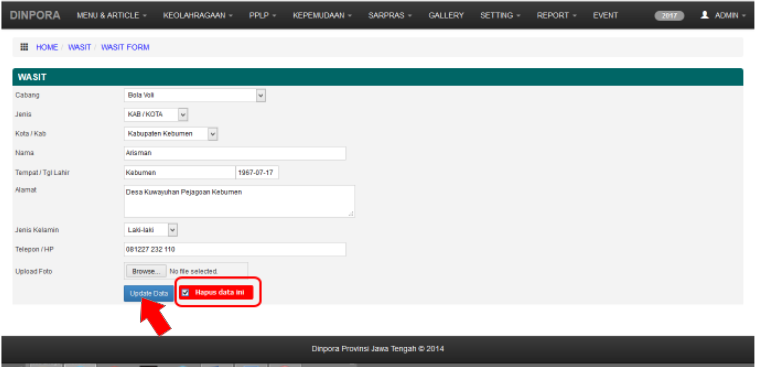 DINPORA MENU & ARTICLE KEOLAHRAGAAN PPLP KEPEMUDAAN SARPRAS GALLERY SETTING REPORT EVENT 2017 ADMIN
HOME / WASIT / WASIT FORM
WASIT
Cabang Bola Voli
Jenis KAB / KOTA
Kota / Kab Kabupaten Kebumen
Nama Arisman
Tempat / Tgl Lahir Kebumen 1967-07-17
Alamat Desa Kuwayuhan Pejagoan Kebumen
Jenis Kelamin Laki-laki
Telepon / HP 081227 232 110
Upload Foto Browse... No file selected.
Update Data Hapus data ini
Dinpora Provinsi Jawa Tengah © 2014